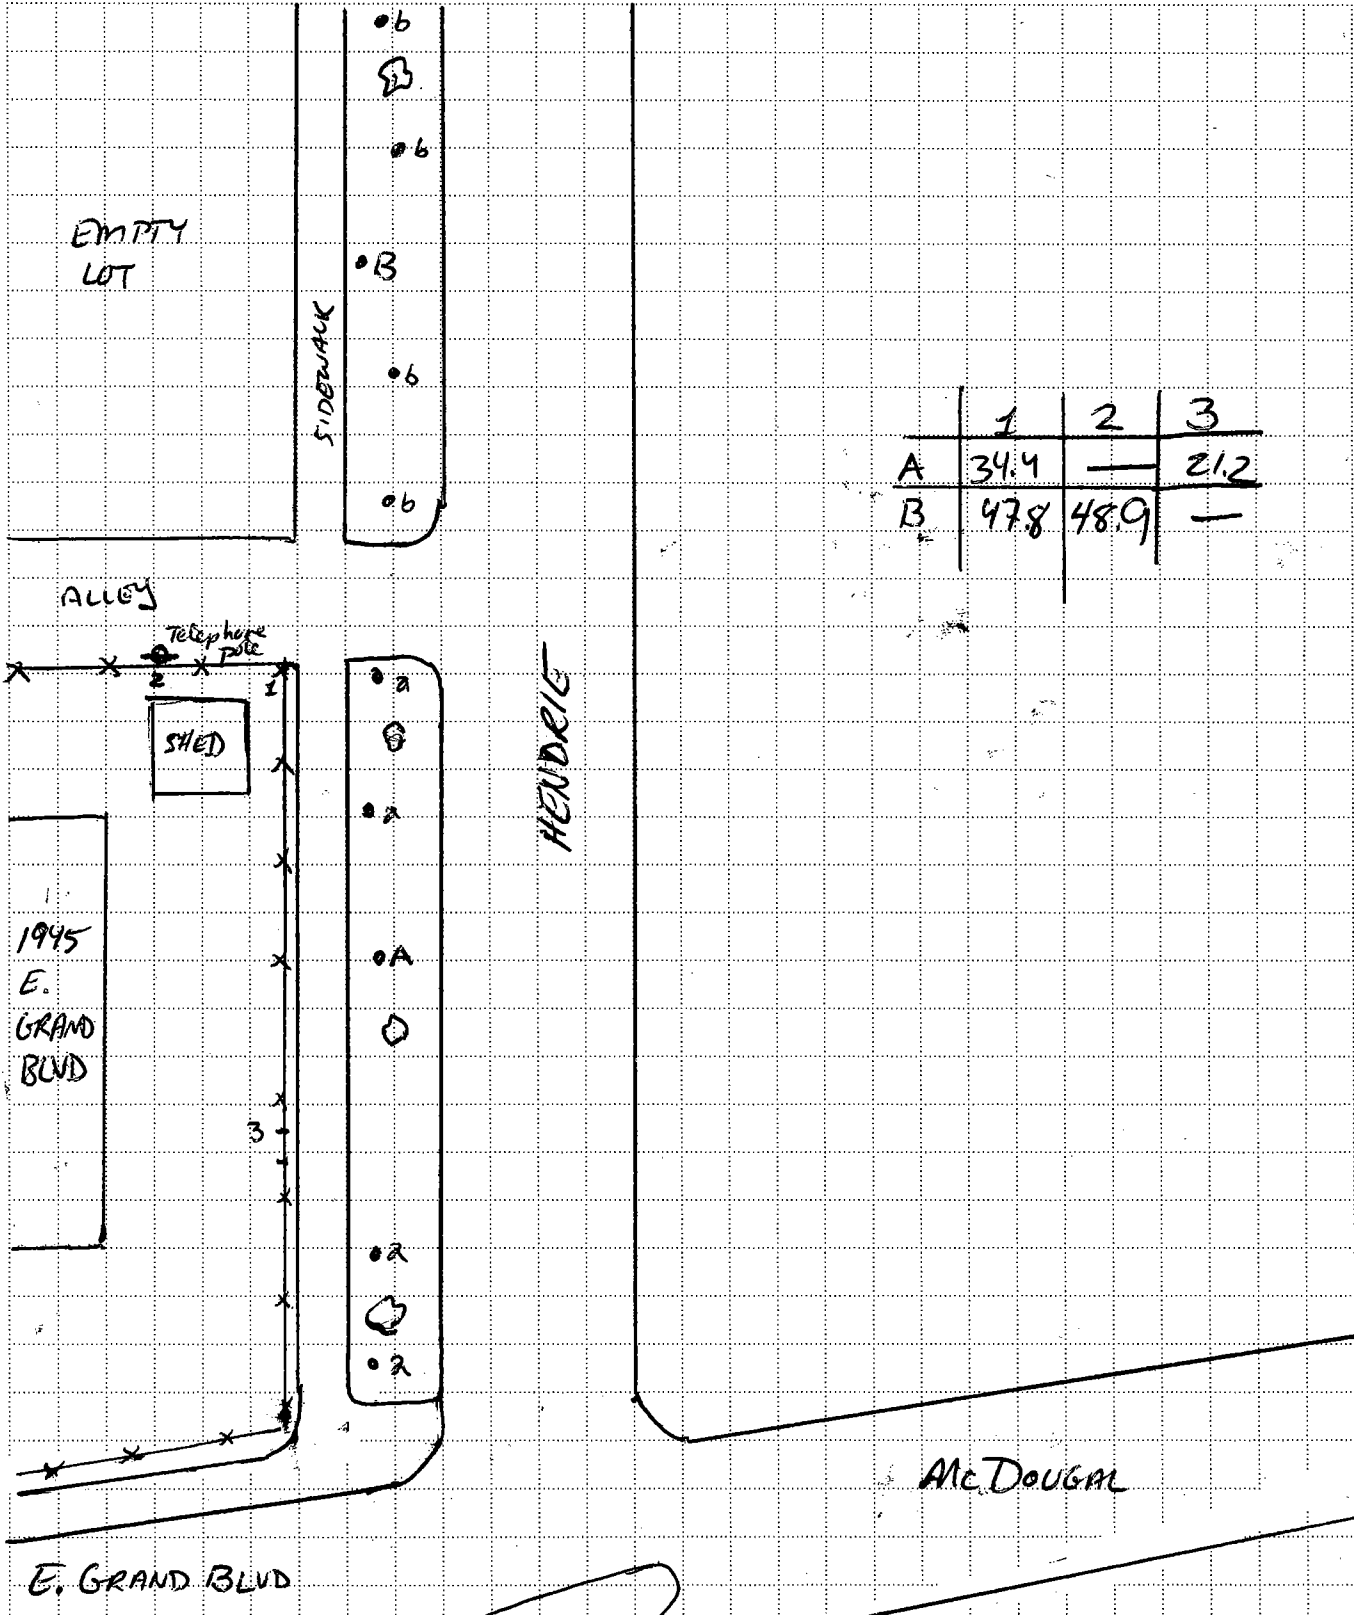 b
b
EMPTY
LOT
B
SIDEWALK
b
1 2 3
A 34.4 — 21.2
B 47.8 48.9 —
b
ALLEY
Telephone
pole
2
1
a
SHED
HENDRIE
a
1945
E.
GRAND
BLVD
A
3
a
a
McDOUGAL
E. GRAND BLVD